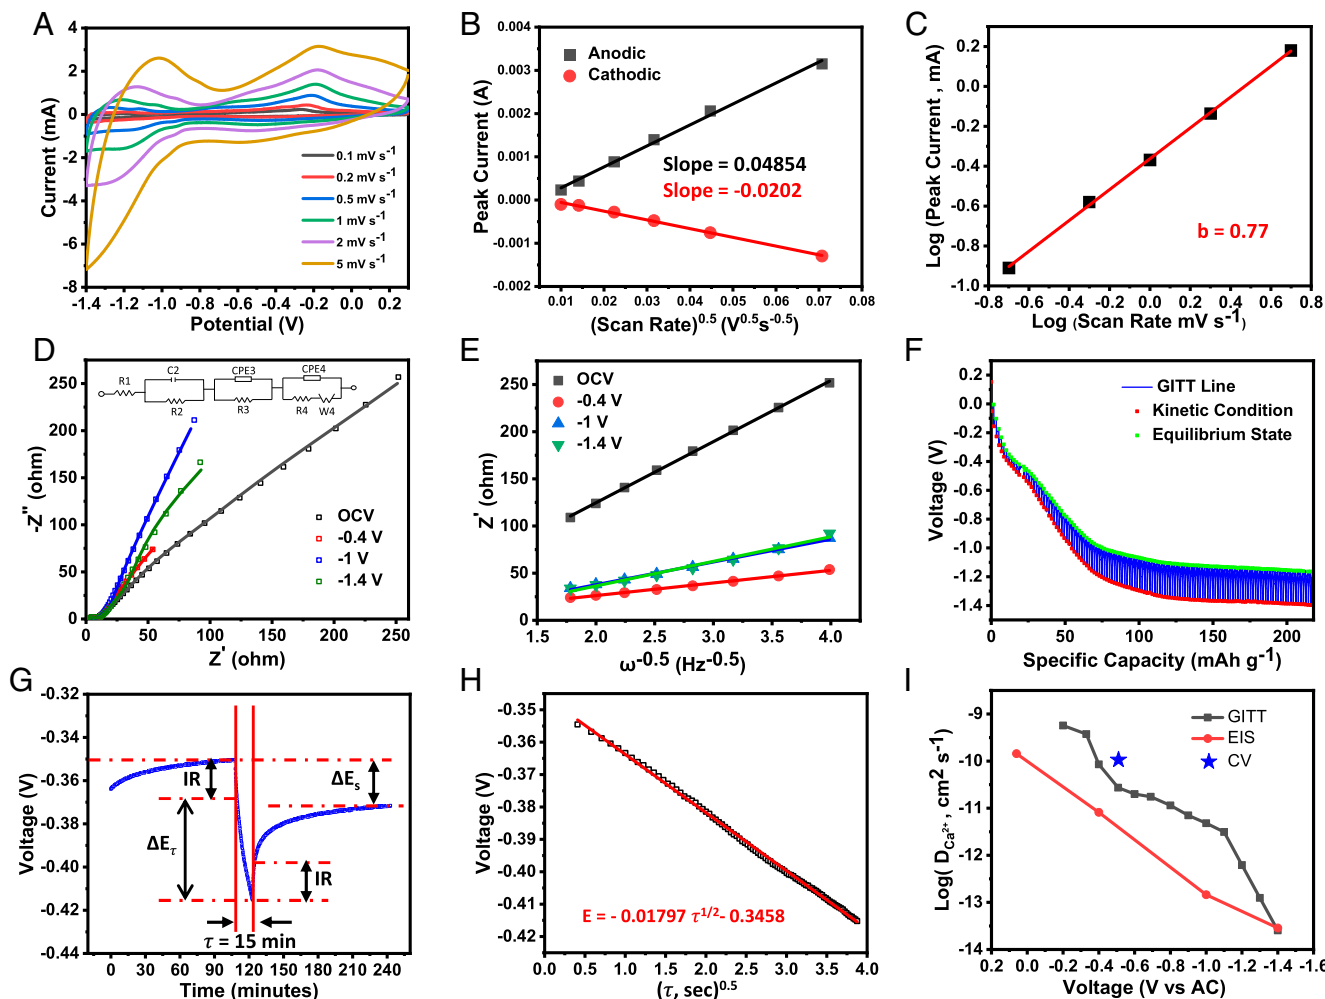 A
4
2
0
-2
-4
-6
8
Current (mA)
0.1 mV s⁻¹
0.2 mV s⁻¹
0.5 mV s⁻¹
1 mV s⁻¹
2 mV s⁻¹
5 mV s⁻¹
-1.4 -1.2 -1.0 -0.8 -0.6 -0.4 -0.2 0.0
Potential (V)
B
0.004
0.003
0.002
0.001
0.000
-0.001
-0.002
Peak Current (A)
Anodic
Cathodic
Slope = 0.04854
Slope = -0.0202
0.01 0.02 0.03 0.04 0.05 0.06 0.07 0.08
(Scan Rate)⁰·⁵ (V⁰·⁵s⁻⁰·⁵)
C
0.2
0.0
-0.2
-0.4
-0.6
-0.8
-1.0
Log (Peak Current , mA)
b = 0.77
-0.8 -0.6 -0.4 -0.2 0.0 0.2 0.4 0.6 0.8
Log (Scan Rate mV s⁻¹)
D
250
200
150
100
50
0
-Z'' (ohm)
R1
C2
R2
CPE3
R3
CPE4
R4
W4
OCV
-0.4 V
-1 V
-1.4 V
0 50 100 150 200 250
Z' (ohm)
E
250
200
150
100
50
0
Z' (ohm)
OCV
-0.4 V
-1 V
-1.4 V
1.5 2.0 2.5 3.0 3.5 4.0
ω⁻⁰·⁵ (Hz⁻⁰·⁵)
F
0.2
0.0
-0.2
-0.4
-0.6
-0.8
-1.0
-1.2
-1.4
Voltage (V)
GITT Line
Kinetic Condition
Equilibrium State
0 50 100 150 200
Specific Capacity (mAh g⁻¹)
G
-0.32
-0.34
-0.36
-0.38
-0.40
-0.42
-0.44
Voltage (V)
IR
ΔEₛ
ΔE𝜏
IR
𝜏 = 15 min
0 30 60 90 120 150 180 210 240
Time (minutes)
H
-0.35
-0.36
-0.37
-0.38
-0.39
-0.40
-0.41
-0.42
Voltage (V)
E = - 0.01797 𝜏¹ᐟ² - 0.3458
0.0 0.5 1.0 1.5 2.0 2.5 3.0 3.5 4.0
(𝜏, sec)⁰·⁵
I
-9
-10
-11
-12
-13
-14
Log( D_Ca²⁺ , cm² s⁻¹)
GITT
EIS
CV
0.2 0.0 -0.2 -0.4 -0.6 -0.8 -1.0 -1.2 -1.4 -1.6
Voltage (V vs AC)